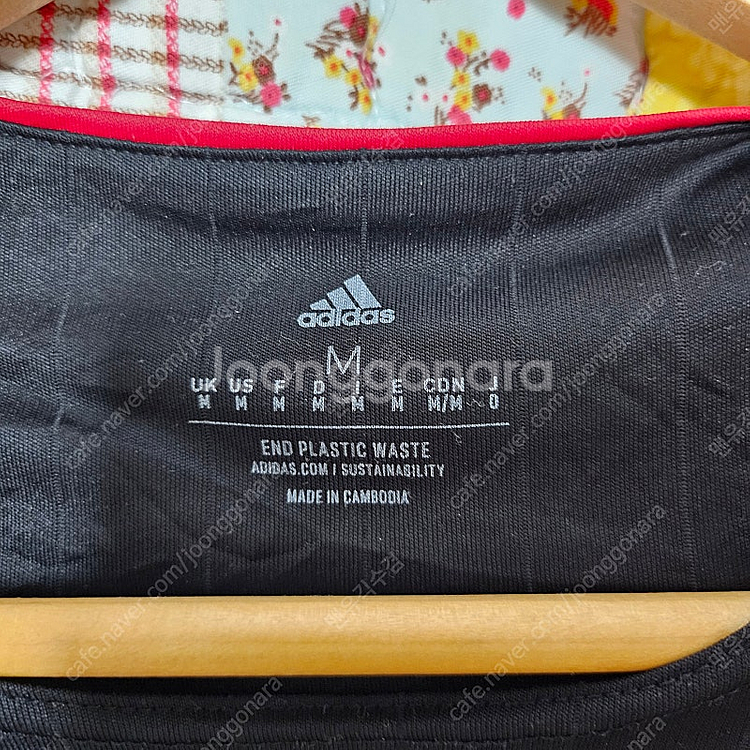 adidas
M
Joonggonara
UK US F D I E CDN J
M M M M M M M/M O
END PLASTIC WASTE
ADIDAS.COM / SUSTAINABILITY
MADE IN CAMBODIA
cafe.naver.com/joonggonara